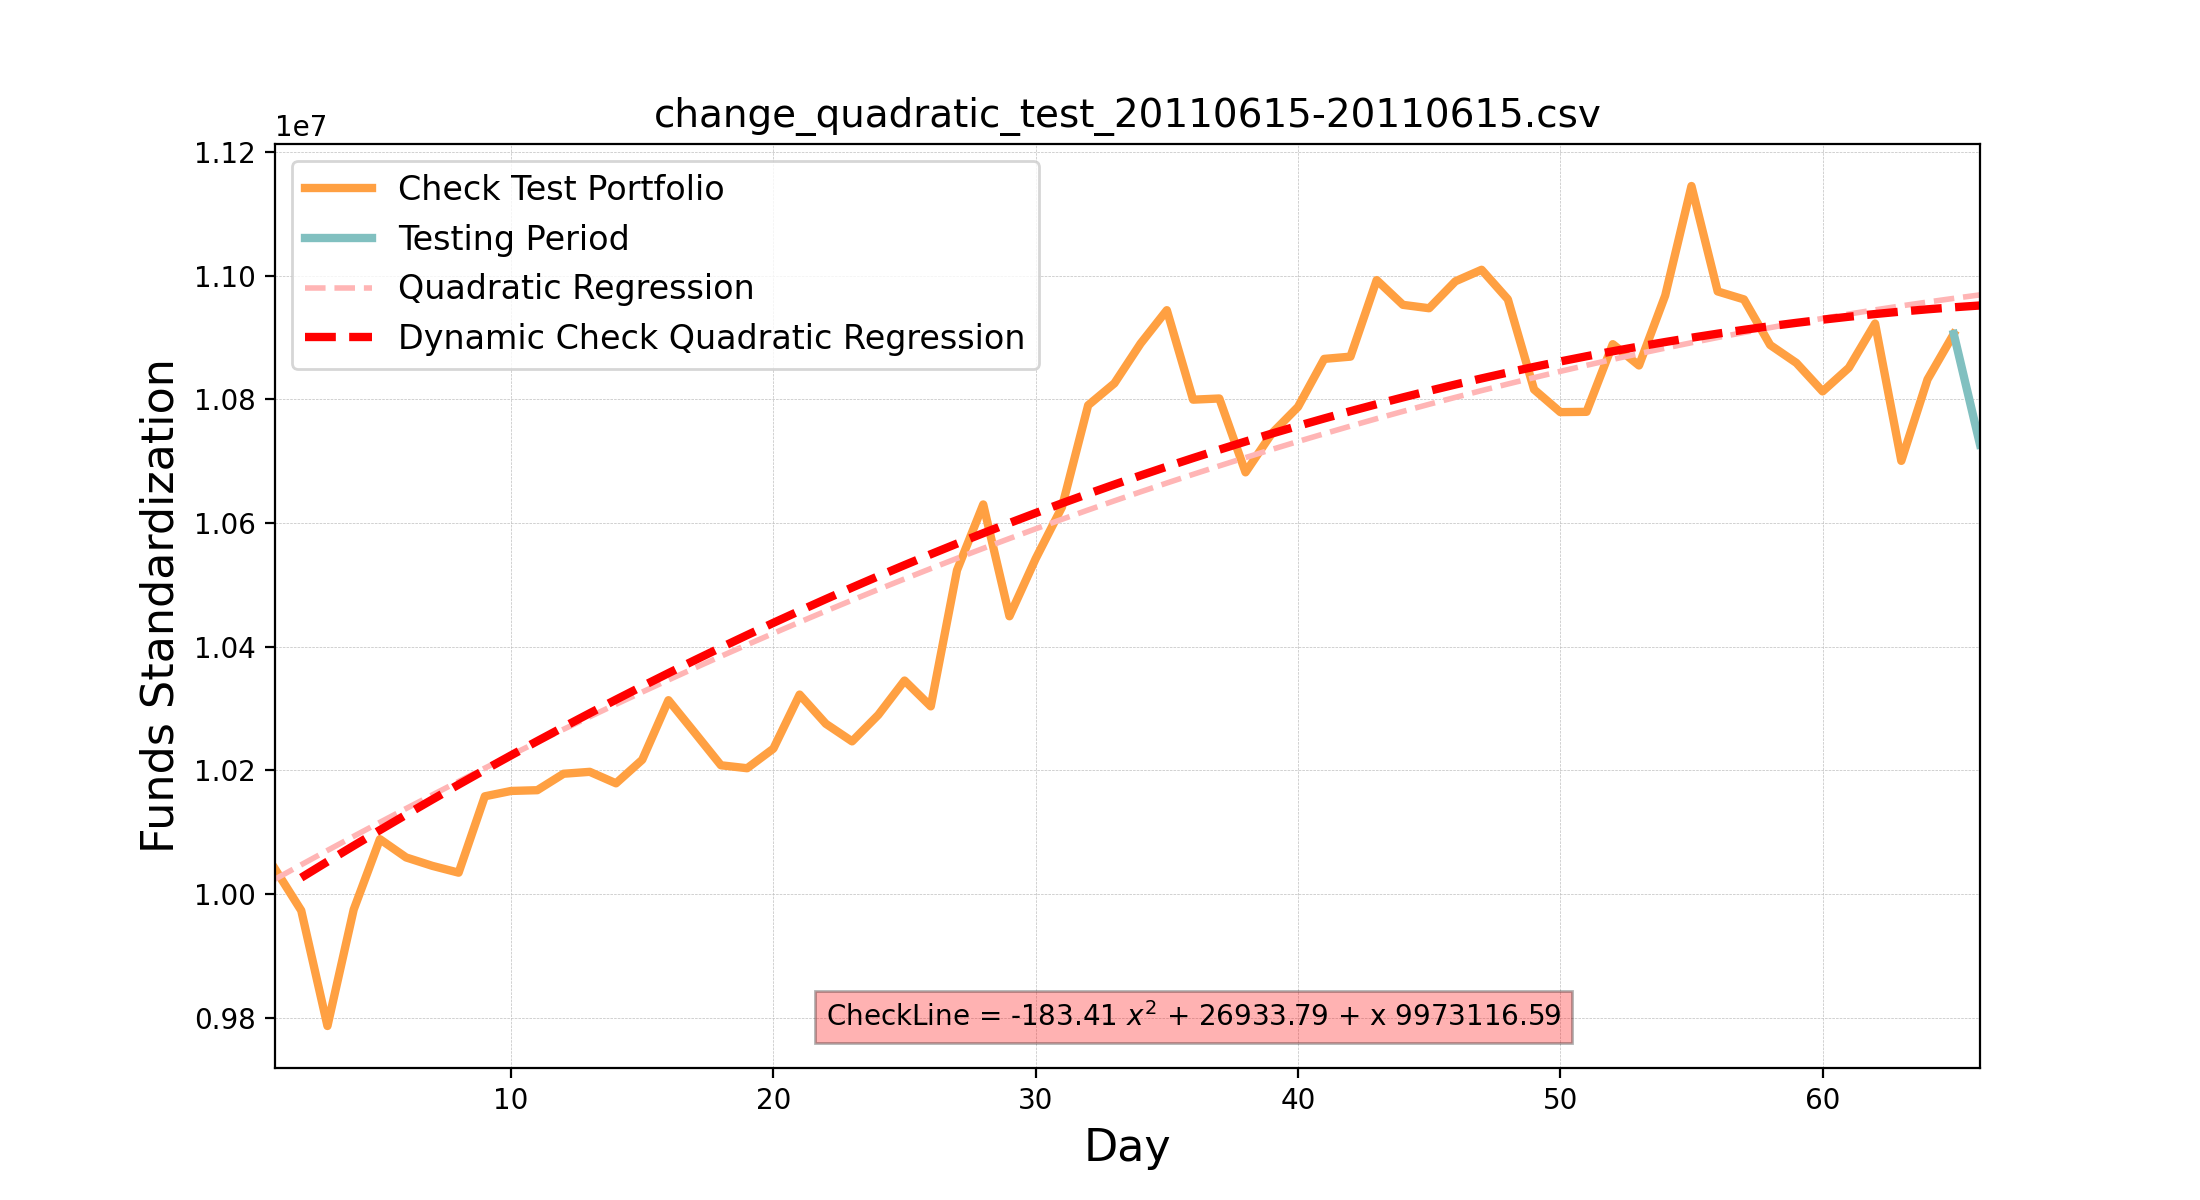 change_quadratic_test_20110615-20110615.csv
1e7
1.12
1.10
1.08
1.06
1.04
1.02
1.00
0.98
Funds Standardization
Check Test Portfolio
Testing Period
Quadratic Regression
Dynamic Check Quadratic Regression
CheckLine = -183.41 x² + 26933.79 + x 9973116.59
10 20 30 40 50 60
Day